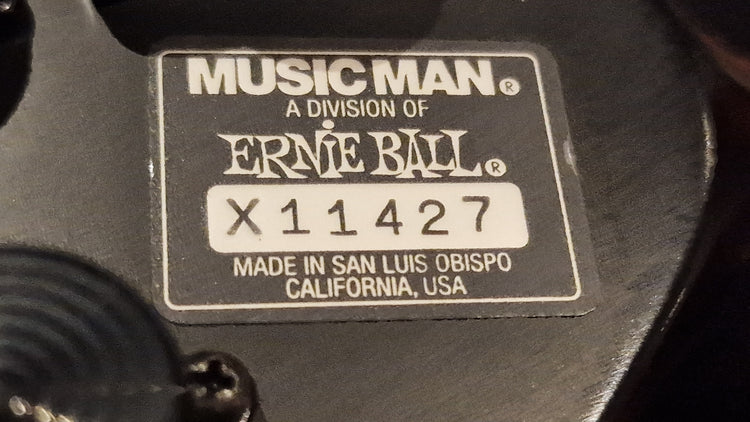 MUSIC MAN®
A DIVISION OF
ERNIE BALL®
X11427
MADE IN SAN LUIS OBISPO
CALIFORNIA, USA